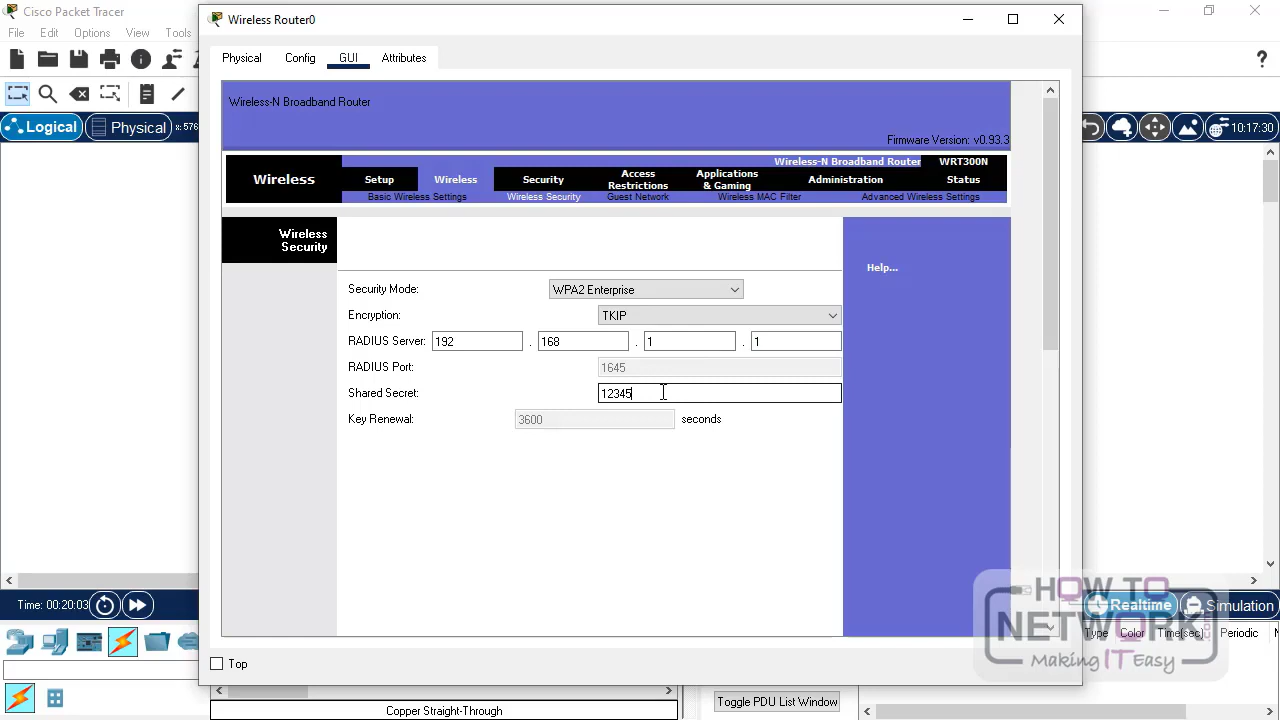 Cisco Packet Tracer
File Edit Options View Tools
Logical
Physical
x: 576
10:17:30
Wireless Router0
Physical Config GUI Attributes
Wireless-N Broadband Router
Firmware Version: v0.93.3
Wireless-N Broadband Router WRT300N
Wireless
Setup Wireless Security Access Restrictions Applications & Gaming Administration Status
Basic Wireless Settings Wireless Security Guest Network Wireless MAC Filter Advanced Wireless Settings
Wireless
Security
Help...
Security Mode: WPA2 Enterprise
Encryption: TKIP
RADIUS Server: 192 . 168 . 1 . 1
RADIUS Port: 1645
Shared Secret: 12345
Key Renewal: 3600 seconds
Top
Time: 00:20:03
Realtime
Simulation
Type Color Time(sec) Periodic
HOW TO
NETWORK.com
Making IT Easy
Toggle PDU List Window
Copper Straight-Through